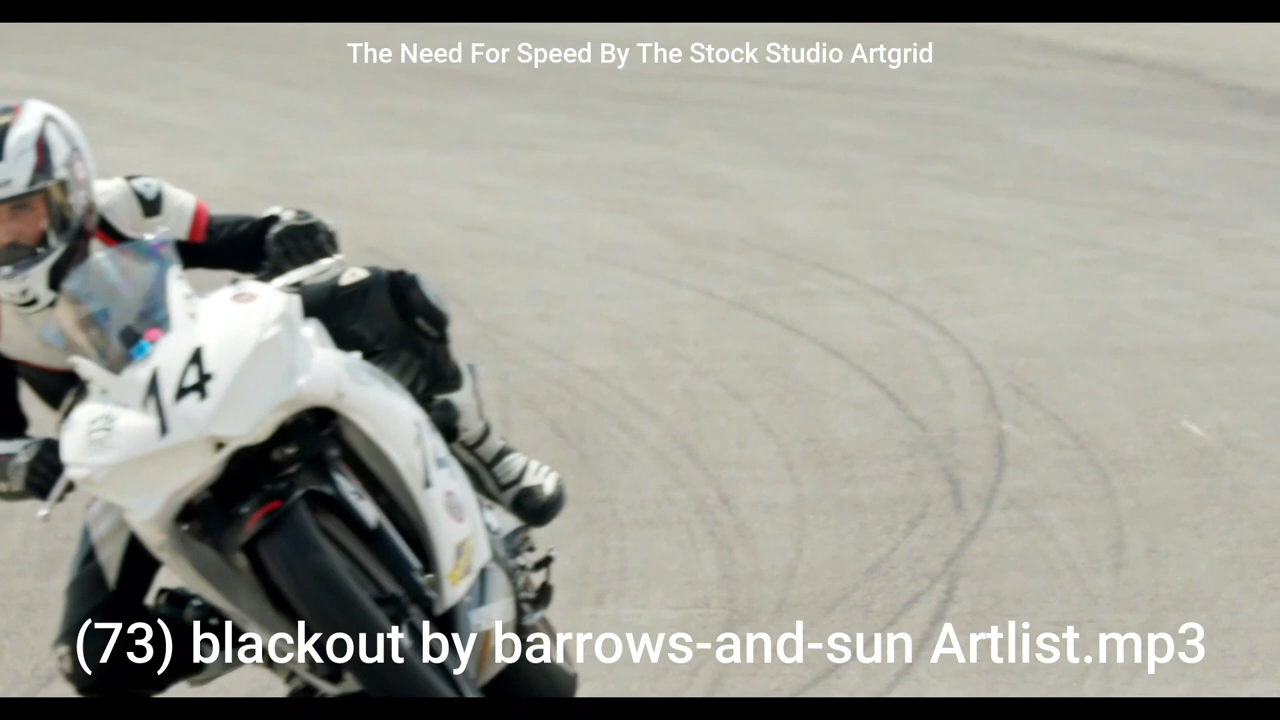 The Need For Speed By The Stock Studio Artgrid
14
(73) blackout by barrows-and-sun Artlist.mp3